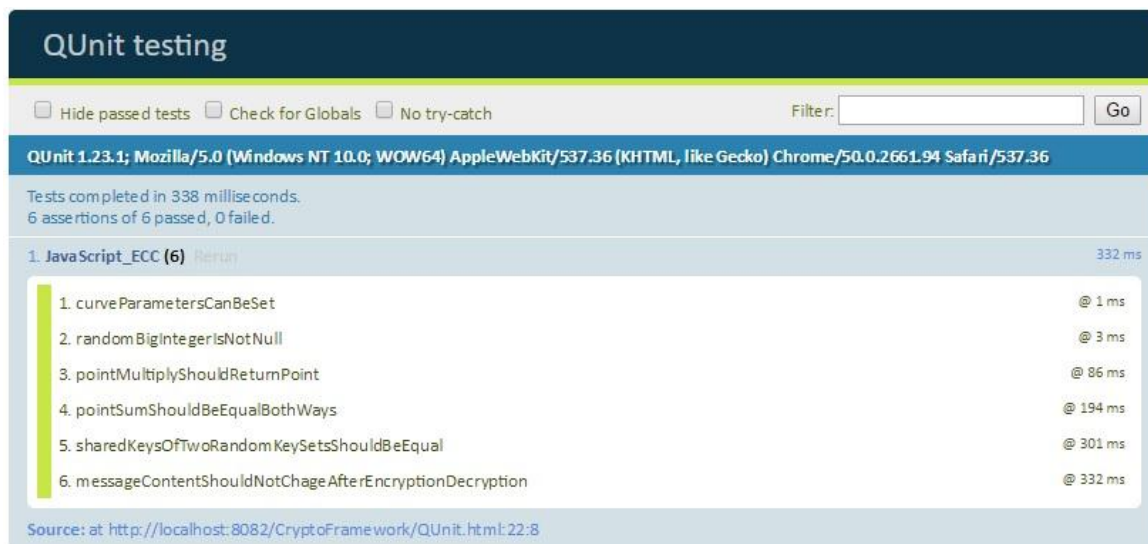 QUnit testing
Hide passed tests Check for Globals No try-catch Filter: Go
QUnit 1.23.1; Mozilla/5.0 (Windows NT 10.0; WOW64) AppleWebKit/537.36 (KHTML, like Gecko) Chrome/50.0.2661.94 Safari/537.36
Tests completed in 338 milliseconds.
6 assertions of 6 passed, 0 failed.
1. JavaScript_ECC (6) Rerun 332 ms
1. curveParametersCanBeSet @ 1 ms
2. randomBigIntegerIsNotNull @ 3 ms
3. pointMultiplyShouldReturnPoint @ 86 ms
4. pointSumShouldBeEqualBothWays @ 194 ms
5. sharedKeysOfTwoRandomKeySetsShouldBeEqual @ 301 ms
6. messageContentShouldNotChageAfterEncryptionDecryption @ 332 ms
Source: at http://localhost:8082/CryptoFramework/QUnit.html:22:8